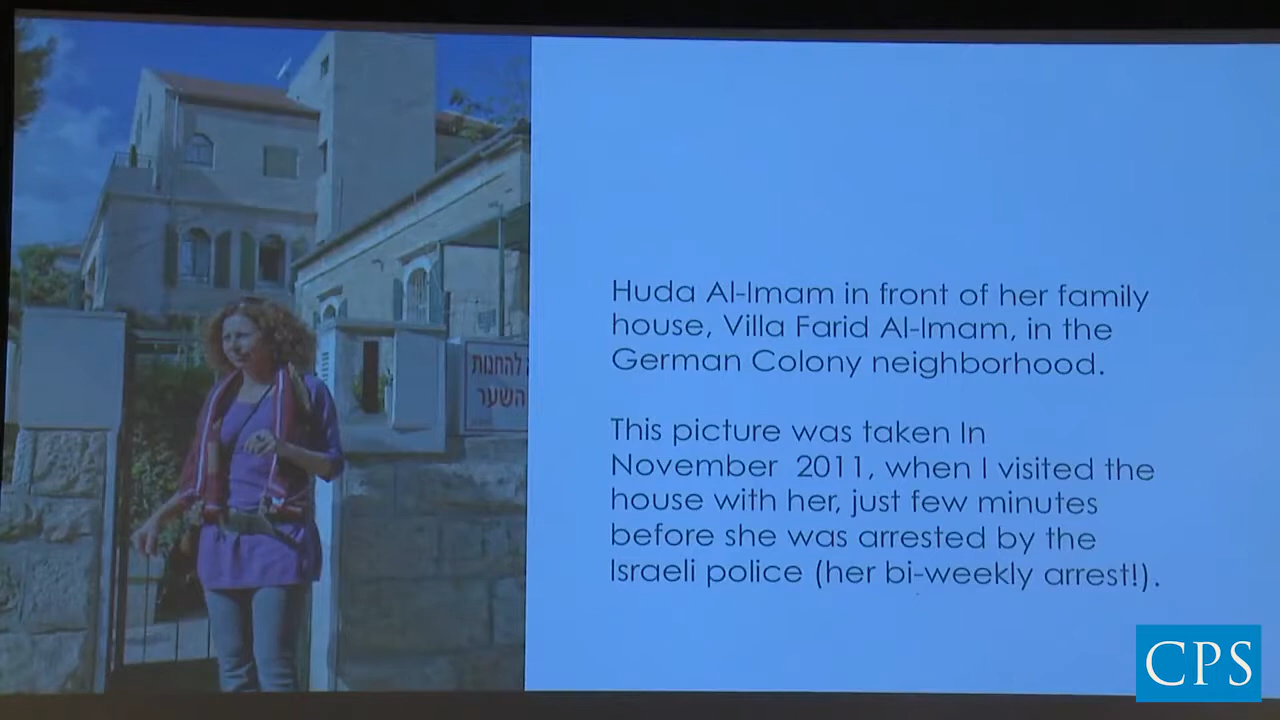 להחנות
השער
Huda Al-Imam in front of her family
house, Villa Farid Al-Imam, in the
German Colony neighborhood.
This picture was taken In
November 2011, when I visited the
house with her, just few minutes
before she was arrested by the
Israeli police (her bi-weekly arrest!).
CPS